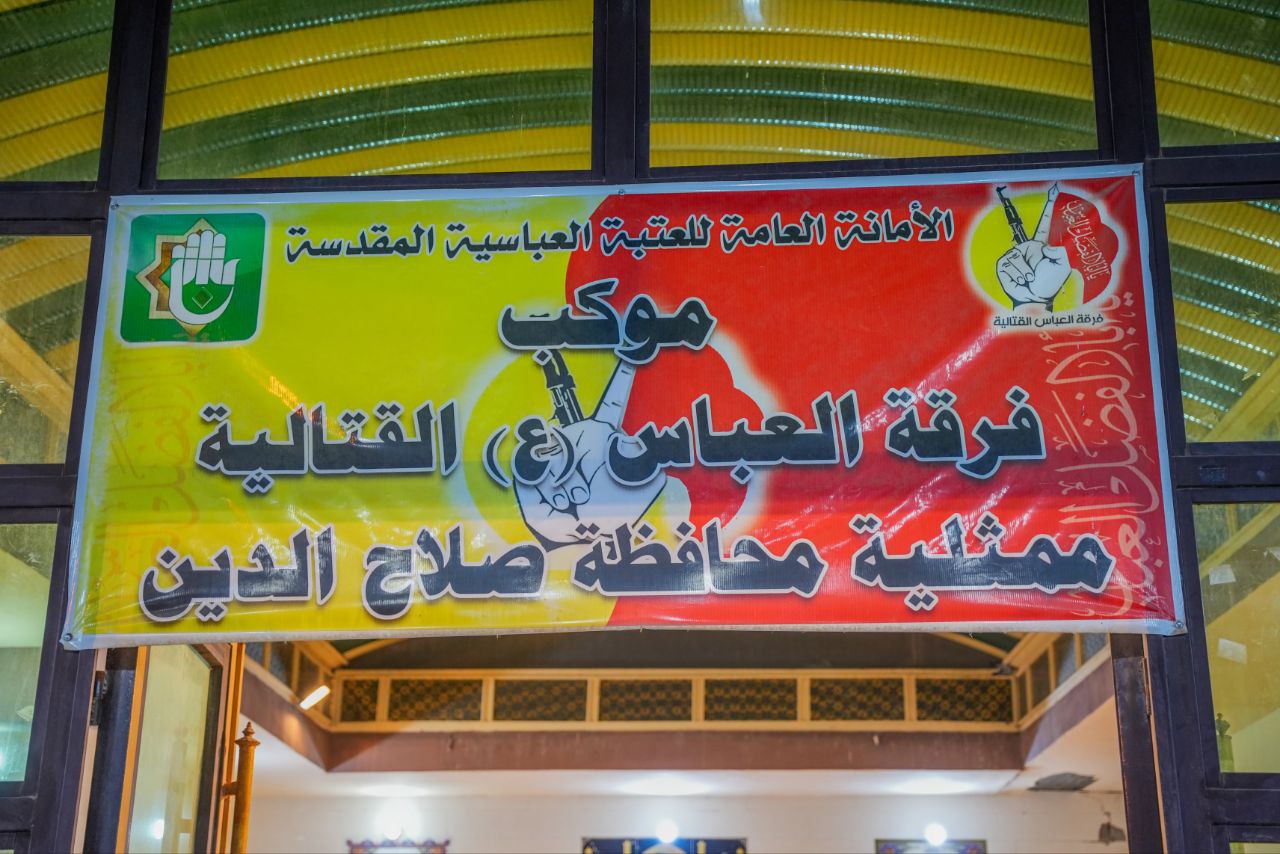 الأمانة العامة للعتبة العباسية المقدسة
موكب
فرقة العباس (ع) القتالية
ممثلية محافظة صلاح الدين
فرقة العباس القتالية